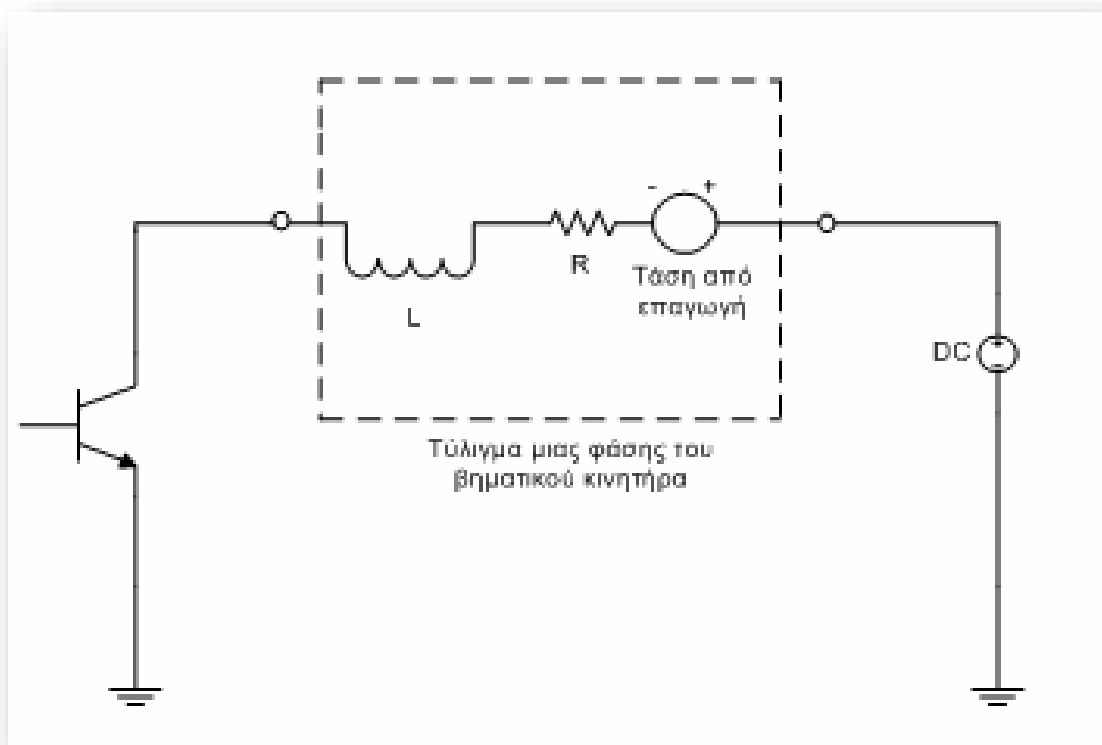 - +
R
Τάση από
επαγωγή
L
DC
+
-
Τύλιγμα μιας φάσης του
βηματικού κινητήρα